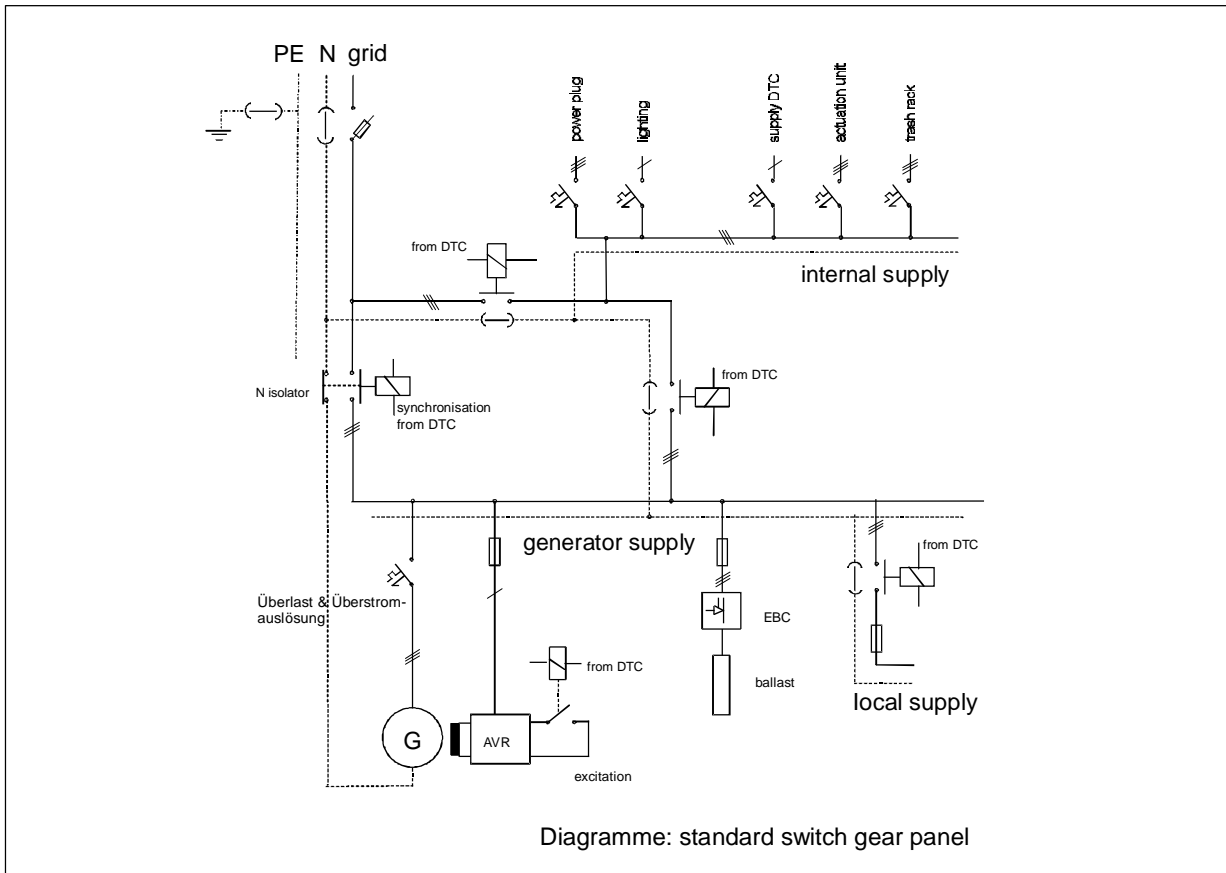 PE N grid
power plug
lighting
supply DTC
actuation unit
trash rack
from DTC
internal supply
N isolator
synchronisation
from DTC
from DTC
generator supply
from DTC
Überlast & Überstrom-
auslösung
EBC
from DTC
ballast
local supply
G
AVR
excitation
Diagramme: standard switch gear panel